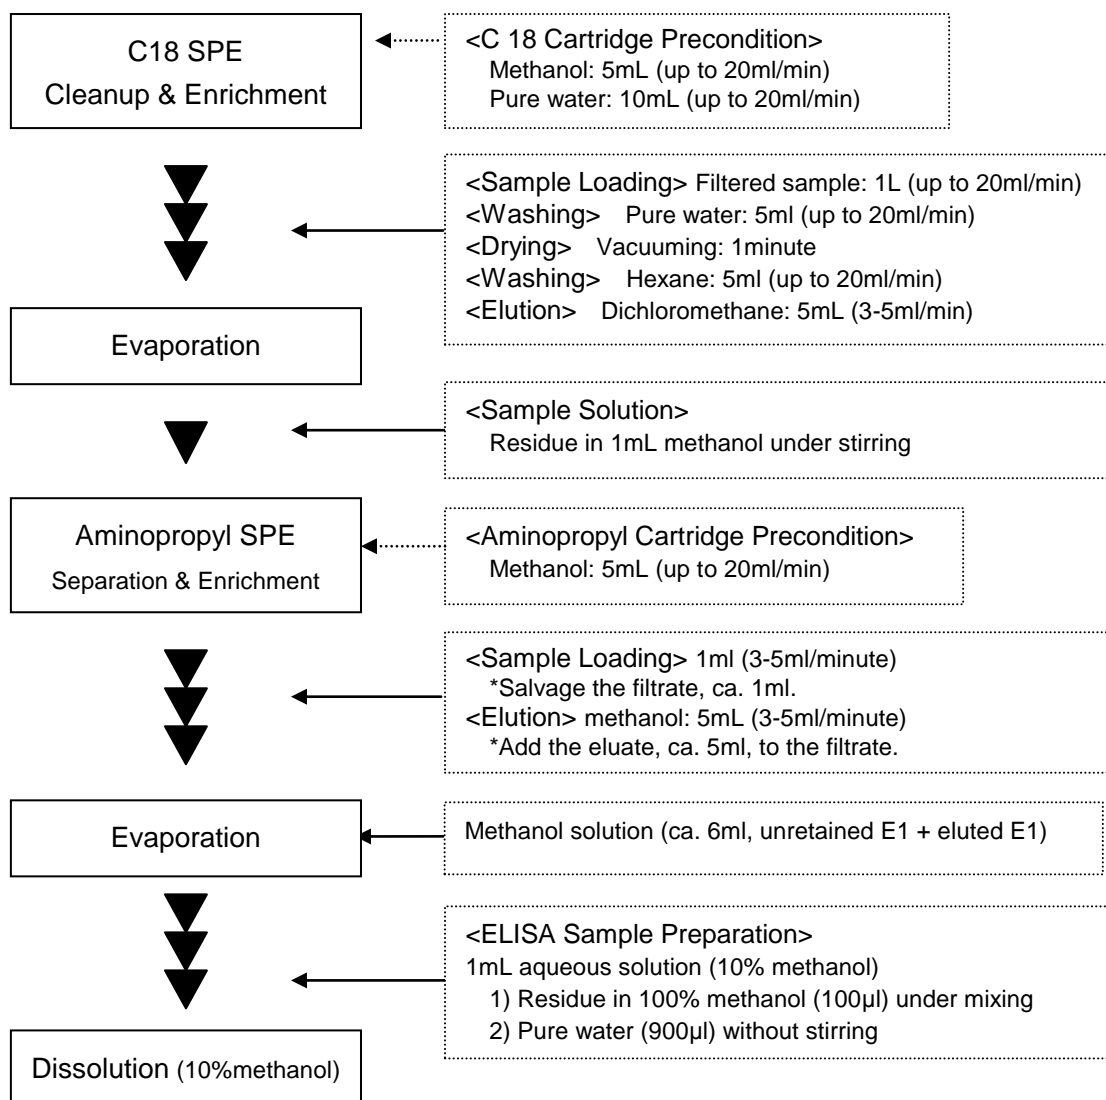 C18 SPE
Cleanup & Enrichment
<C 18 Cartridge Precondition>
Methanol: 5mL (up to 20ml/min)
Pure water: 10mL (up to 20ml/min)
<Sample Loading> Filtered sample: 1L (up to 20ml/min)
<Washing> Pure water: 5ml (up to 20ml/min)
<Drying> Vacuuming: 1minute
<Washing> Hexane: 5ml (up to 20ml/min)
<Elution> Dichloromethane: 5mL (3-5ml/min)
Evaporation
<Sample Solution>
Residue in 1mL methanol under stirring
Aminopropyl SPE
Separation & Enrichment
<Aminopropyl Cartridge Precondition>
Methanol: 5mL (up to 20ml/min)
<Sample Loading> 1ml (3-5ml/minute)
*Salvage the filtrate, ca. 1ml.
<Elution> methanol: 5mL (3-5ml/minute)
*Add the eluate, ca. 5ml, to the filtrate.
Evaporation
Methanol solution (ca. 6ml, unretained E1 + eluted E1)
<ELISA Sample Preparation>
1mL aqueous solution (10% methanol)
1) Residue in 100% methanol (100µl) under mixing
2) Pure water (900µl) without stirring
Dissolution (10%methanol)